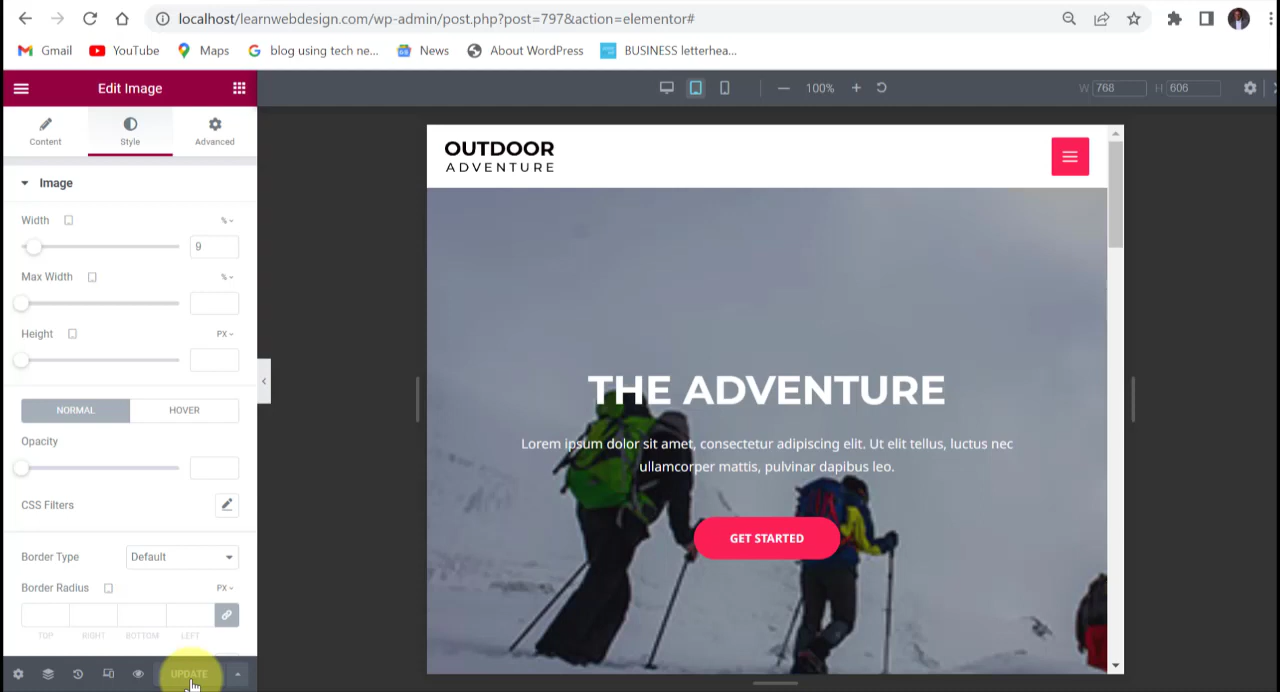 localhost/learnwebdesign.com/wp-admin/post.php?post=797&action=elementor#
Gmail YouTube Maps blog using tech ne... News About WordPress BUSINESS letterhea...
Edit Image
100% W 768 H 606
Content Style Advanced
Image
Width %
9
Max Width %
Height PX
NORMAL HOVER
Opacity
CSS Filters
Border Type Default
Border Radius PX
TOP RIGHT BOTTOM LEFT
UPDATE
OUTDOOR
ADVENTURE
THE ADVENTURE
Lorem ipsum dolor sit amet, consectetur adipiscing elit. Ut elit tellus, luctus nec
ullamcorper mattis, pulvinar dapibus leo.
GET STARTED